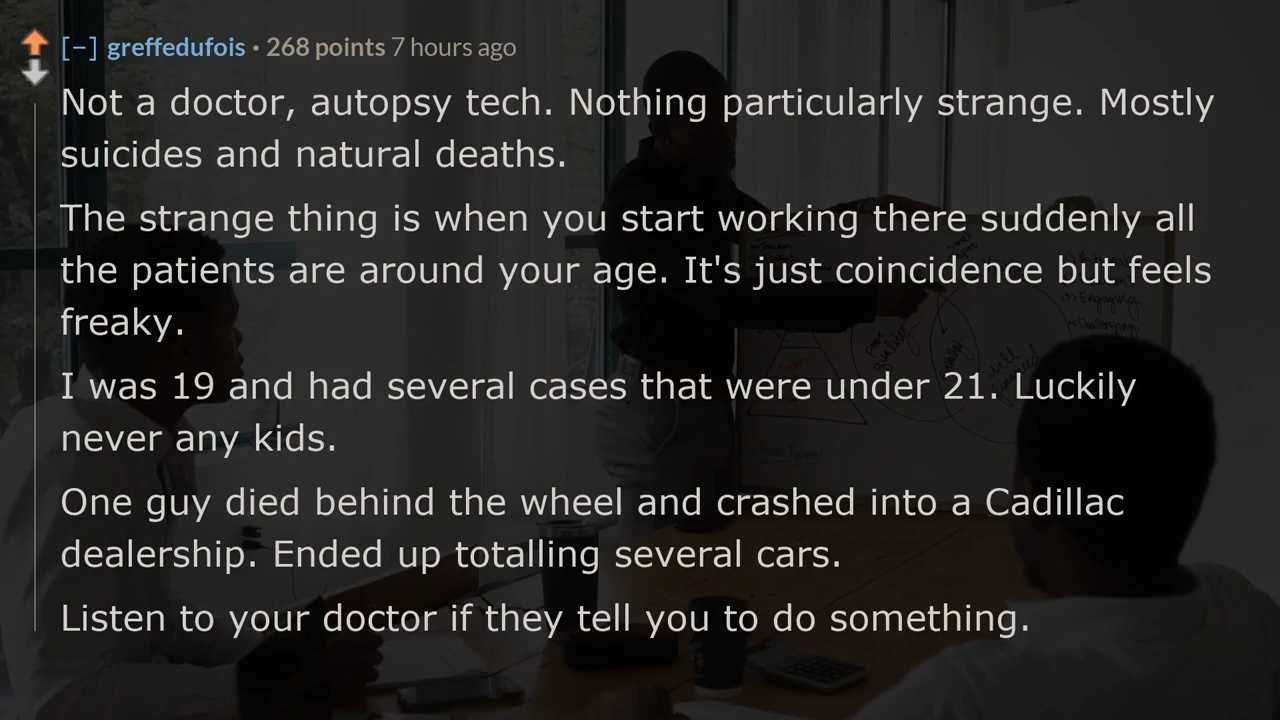 [–] greffedufois · 268 points 7 hours ago
Not a doctor, autopsy tech. Nothing particularly strange. Mostly
suicides and natural deaths.
The strange thing is when you start working there suddenly all
the patients are around your age. It's just coincidence but feels
freaky.
I was 19 and had several cases that were under 21. Luckily
never any kids.
One guy died behind the wheel and crashed into a Cadillac
dealership. Ended up totalling several cars.
Listen to your doctor if they tell you to do something.